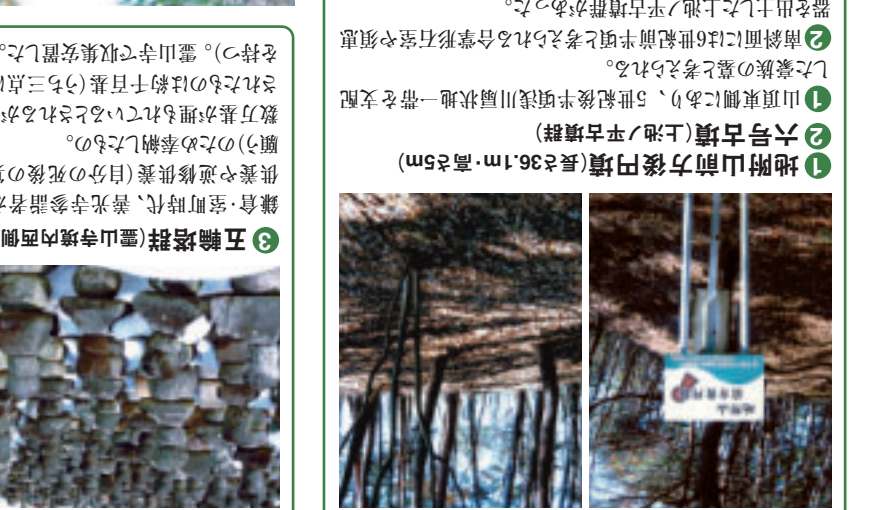 ❶ 地附山前方後円墳(長さ36.1m・高さ5m)
❷ 六号古墳(上池ノ平古墳群)
❶ 山頂東側にあり、5世紀後半頃浅川扇状地一帯を支配
した豪族の墓と考えられる。
❷ 南斜面には6世紀前半頃と考えられる合掌形石室や須恵
器を出土した上池ノ平古墳群があった。
❸ 五輪塔群(霊山寺境内西側
鎌倉・室町時代、善光寺参詣者が
供養や逆修供養(自分の死後の
願う)のため奉納したもの。
数万基が埋もれているとされるが
されたものは約千百基(うち三点に
を持つ)。霊山寺で収集安置した。